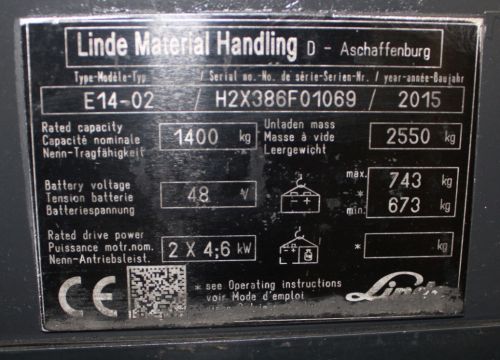 Linde Material Handling D - Aschaffenburg
Type-Modèle-Typ / Serial no.-No. de série-Serien-Nr. / year-année-Baujahr
E14-02 / H2X386F01069 / 2015
Rated capacity
Capacité nominale
Nenn-Tragfähigkeit
1400 kg
Unladen mass
Masse à vide
Leergewicht
2550 kg
Battery voltage
Tension batterie
Batteriespannung
48 V
max. 743 kg
*
min. 673 kg
Rated drive power
Puissance motr.nom.
Nenn-Antriebsleist.
2 X 4;6 kW
* kg
CE
* see Operating instructions
voir Mode d'emploi
Linde